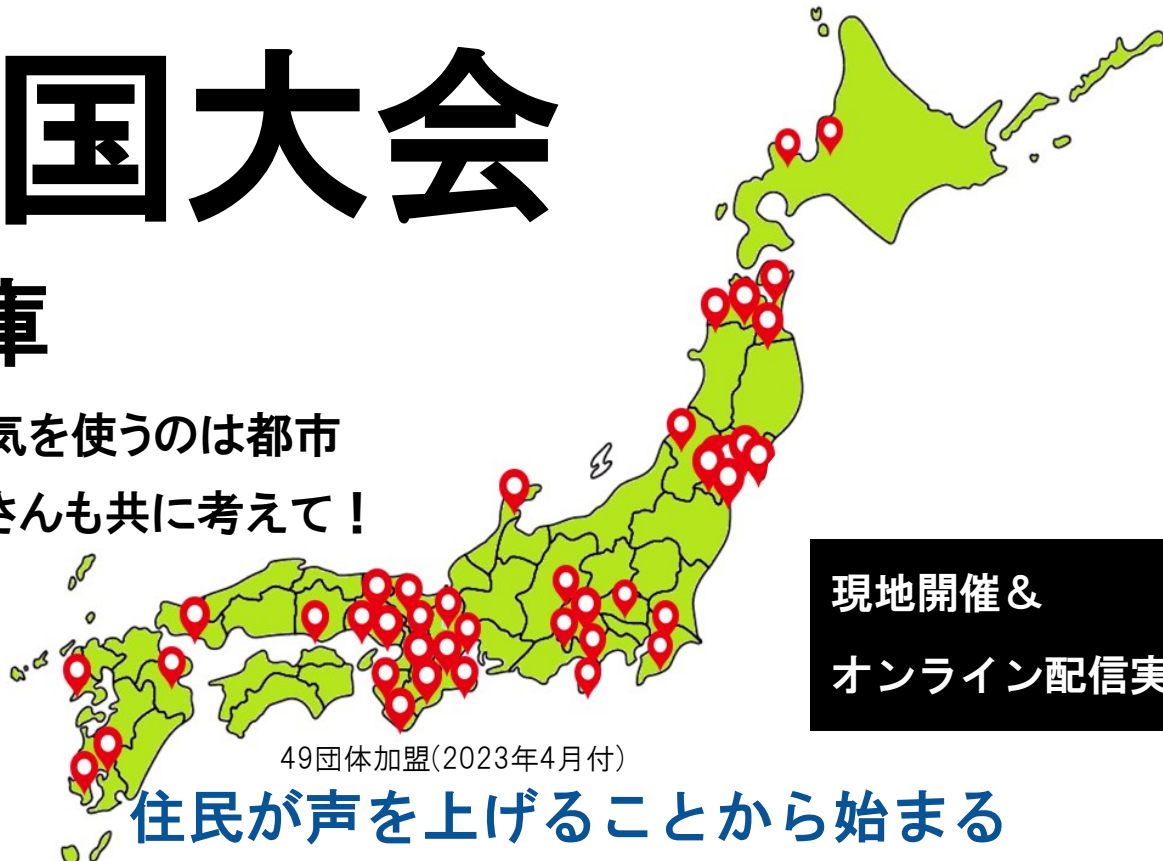 国大会
庫
気を使うのは都市
さんも共に考えて！
現地開催＆
オンライン配信実
49団体加盟(2023年4月付)
住民が声を上げることから始まる